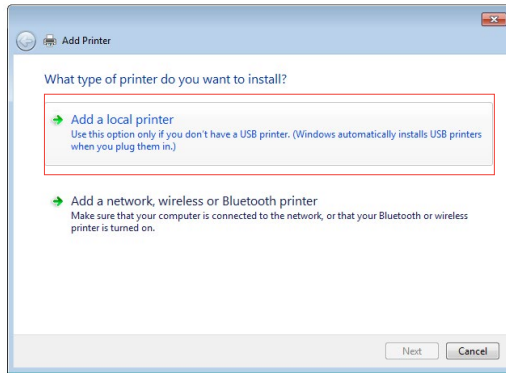 Add Printer
What type of printer do you want to install?
Add a local printer
Use this option only if you don't have a USB printer. (Windows automatically installs USB printers
when you plug them in.)
Add a network, wireless or Bluetooth printer
Make sure that your computer is connected to the network, or that your Bluetooth or wireless
printer is turned on.
Next
Cancel